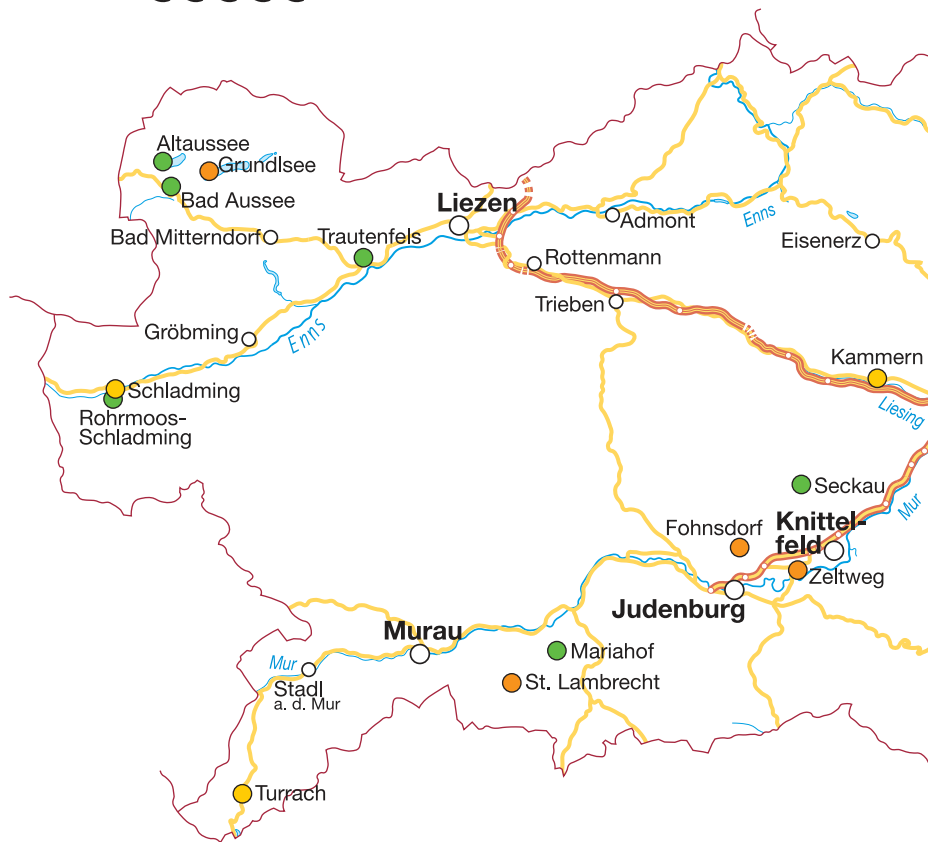 Altaussee
Grundlsee
Bad Aussee
Liezen
Admont
Enns
Bad Mitterndorf
Trautenfels
Eisenerz
Rottenmann
Trieben
Gröbming
Enns
Kammern
Schladming
Liesing
Rohrmoos-
Schladming
Seckau
Mur
Fohnsdorf
Knittel-
feld
Zeltweg
Judenburg
Murau
Mariahof
Mur
Stadl
a. d. Mur
St. Lambrecht
Turrach